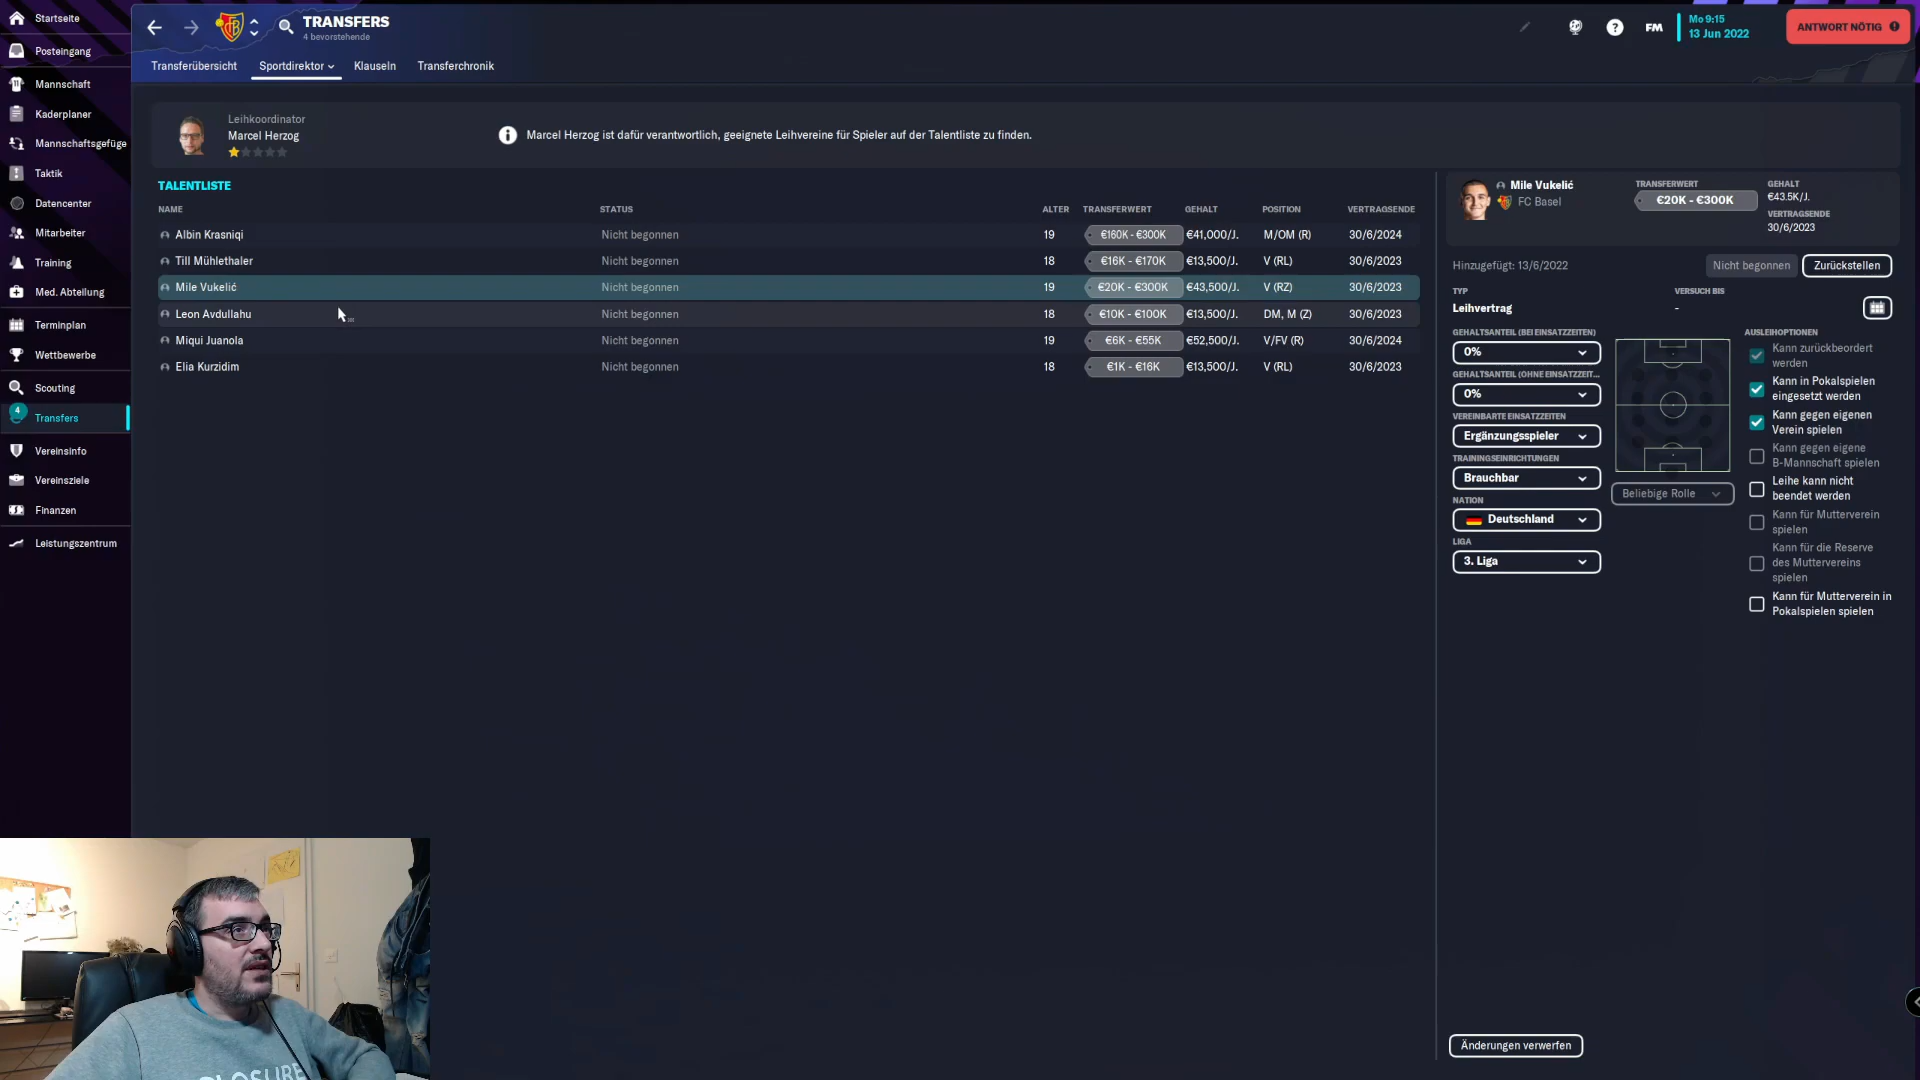 Startseite
Posteingang
Mannschaft
Kaderplaner
Mannschaftsgefüge
Taktik
Datencenter
Mitarbeiter
Training
Med. Abteilung
Terminplan
Wettbewerbe
Scouting
4
Transfers
Vereinsinfo
Vereinsziele
Finanzen
Leistungszentrum
FCB
TRANSFERS
4 bevorstehende
FM
Mo 9:15
13 Jun 2022
ANTWORT NÖTIG
Transferübersicht
Sportdirektor
Klauseln
Transferchronik
Leihkoordinator
Marcel Herzog
Marcel Herzog ist dafür verantwortlich, geeignete Leihvereine für Spieler auf der Talentliste zu finden.
TALENTLISTE
NAME STATUS ALTER TRANSFERWERT GEHALT POSITION VERTRAGSENDE
Albin Krasniqi Nicht begonnen 19 €160K - €300K €41,000/J. M/OM (R) 30/6/2024
Till Mühlethaler Nicht begonnen 18 €16K - €170K €13,500/J. V (RL) 30/6/2023
Mile Vukelić Nicht begonnen 19 €20K - €300K €43,500/J. V (RZ) 30/6/2023
Leon Avdullahu Nicht begonnen 18 €10K - €100K €13,500/J. DM, M (Z) 30/6/2023
Miqui Juanola Nicht begonnen 19 €6K - €55K €52,500/J. V/FV (R) 30/6/2024
Elia Kurzidim Nicht begonnen 18 €1K - €16K €13,500/J. V (RL) 30/6/2023
Mile Vukelić
FC Basel
TRANSFERWERT
€20K - €300K
GEHALT
€43.5K/J.
VERTRAGSENDE
30/6/2023
Hinzugefügt: 13/6/2022
Nicht begonnen
Zurückstellen
TYP
Leihvertrag
VERSUCH BIS
-
GEHALTSANTEIL (BEI EINSATZZEITEN)
0%
GEHALTSANTEIL (OHNE EINSATZZEIT...
0%
VEREINBARTE EINSATZZEITEN
Ergänzungsspieler
TRAININGSEINRICHTUNGEN
Brauchbar
NATION
Deutschland
LIGA
3. Liga
Beliebige Rolle
AUSLEIHOPTIONEN
Kann zurückbeordert
werden
Kann in Pokalspielen
eingesetzt werden
Kann gegen eigenen
Verein spielen
Kann gegen eigene
B-Mannschaft spielen
Leihe kann nicht
beendet werden
Kann für Mutterverein
spielen
Kann für die Reserve
des Muttervereins
spielen
Kann für Mutterverein in
Pokalspielen spielen
Änderungen verwerfen